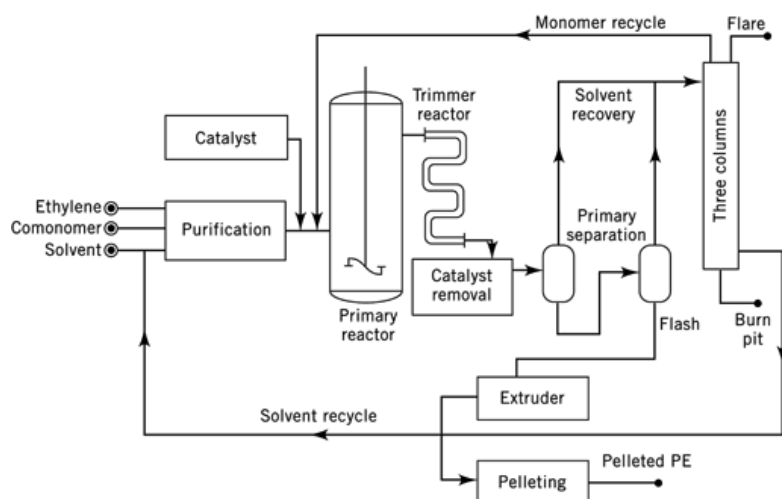 Monomer recycle
Flare
Trimmer
reactor
Solvent
recovery
Catalyst
Three columns
Ethylene
Comonomer
Solvent
Purification
Primary
separation
Catalyst
removal
Primary
reactor
Flash
Burn
pit
Extruder
Solvent recycle
Pelleting
Pelleted PE